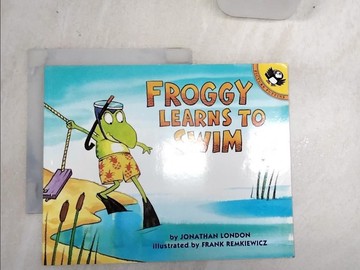 FROGGY
LEARNS TO
SWIM
by JONATHAN LONDON
illustrated by FRANK REMKIEWICZ